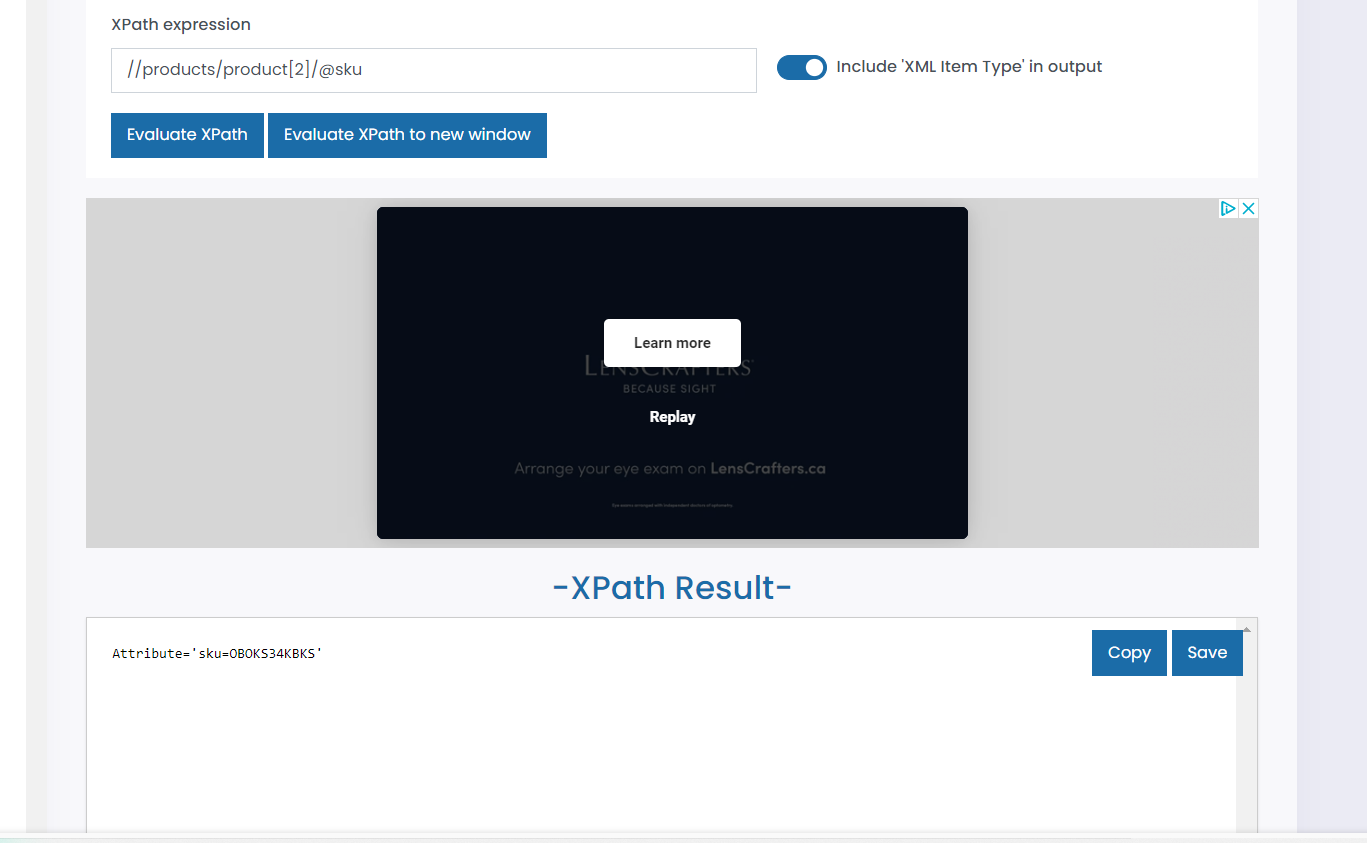 XPath expression
//products/product[2]/@sku
Include 'XML Item Type' in output
Evaluate XPath
Evaluate XPath to new window
Learn more
LENSCRAFTERS
BECAUSE SIGHT
Replay
Arrange your eye exam on LensCrafters.ca
-XPath Result-
Attribute='sku=OBOKS34KBKS'
Copy
Save